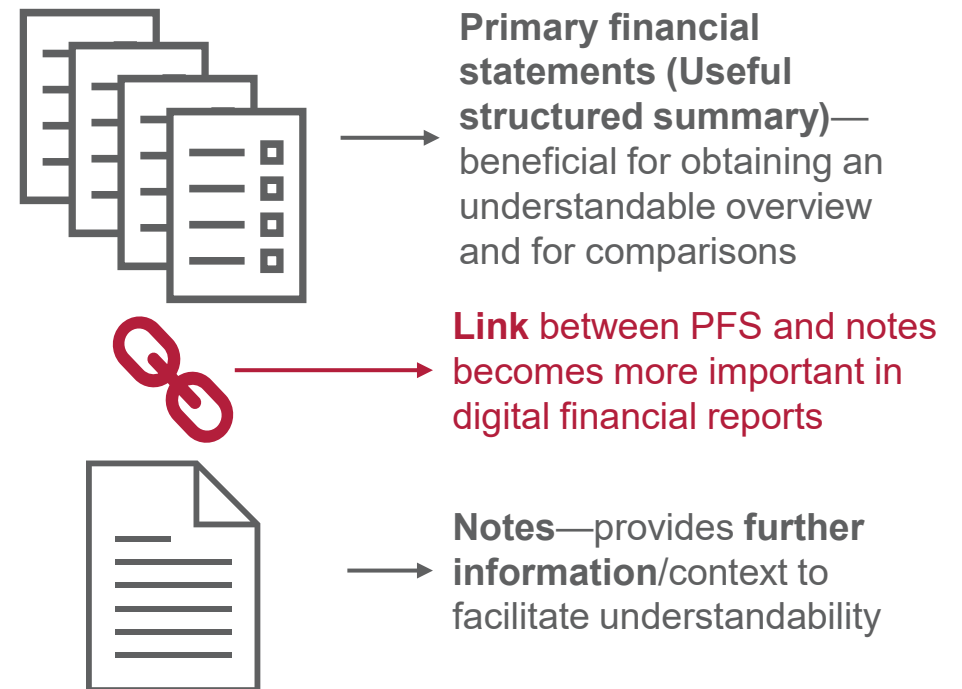 Primary financial
statements (Useful
structured summary)—
beneficial for obtaining an
understandable overview
and for comparisons
Link between PFS and notes
becomes more important in
digital financial reports
Notes—provides further
information/context to
facilitate understandability